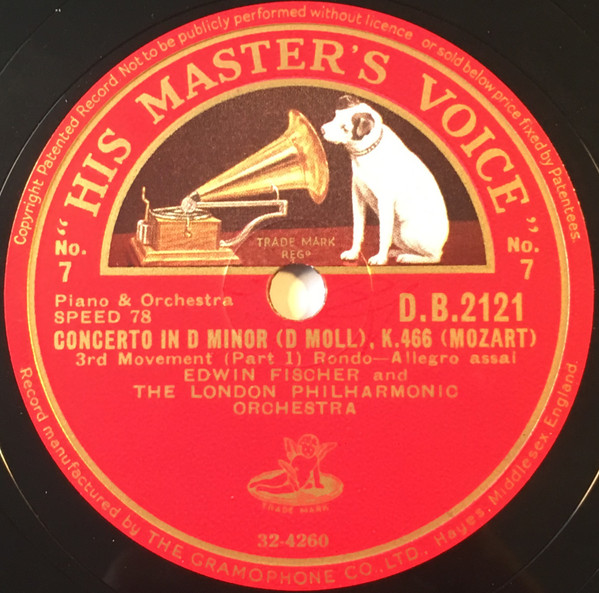 Copyright Patented Record. Not to be publicly performed without licence or sold below price fixed by Patentees.
"HIS MASTER'S VOICE"
TRADE MARK
REGD
No.
7
No.
7
Piano & Orchestra
SPEED 78
D.B.2121
CONCERTO IN D MINOR (D MOLL), K.466 (MOZART)
3rd Movement (Part 1) Rondo—Allegro assai
EDWIN FISCHER and
THE LONDON PHILHARMONIC
ORCHESTRA
TRADE MARK
32-4260
Record manufactured by THE GRAMOPHONE CO., LTD., Hayes, Middlesex, England.